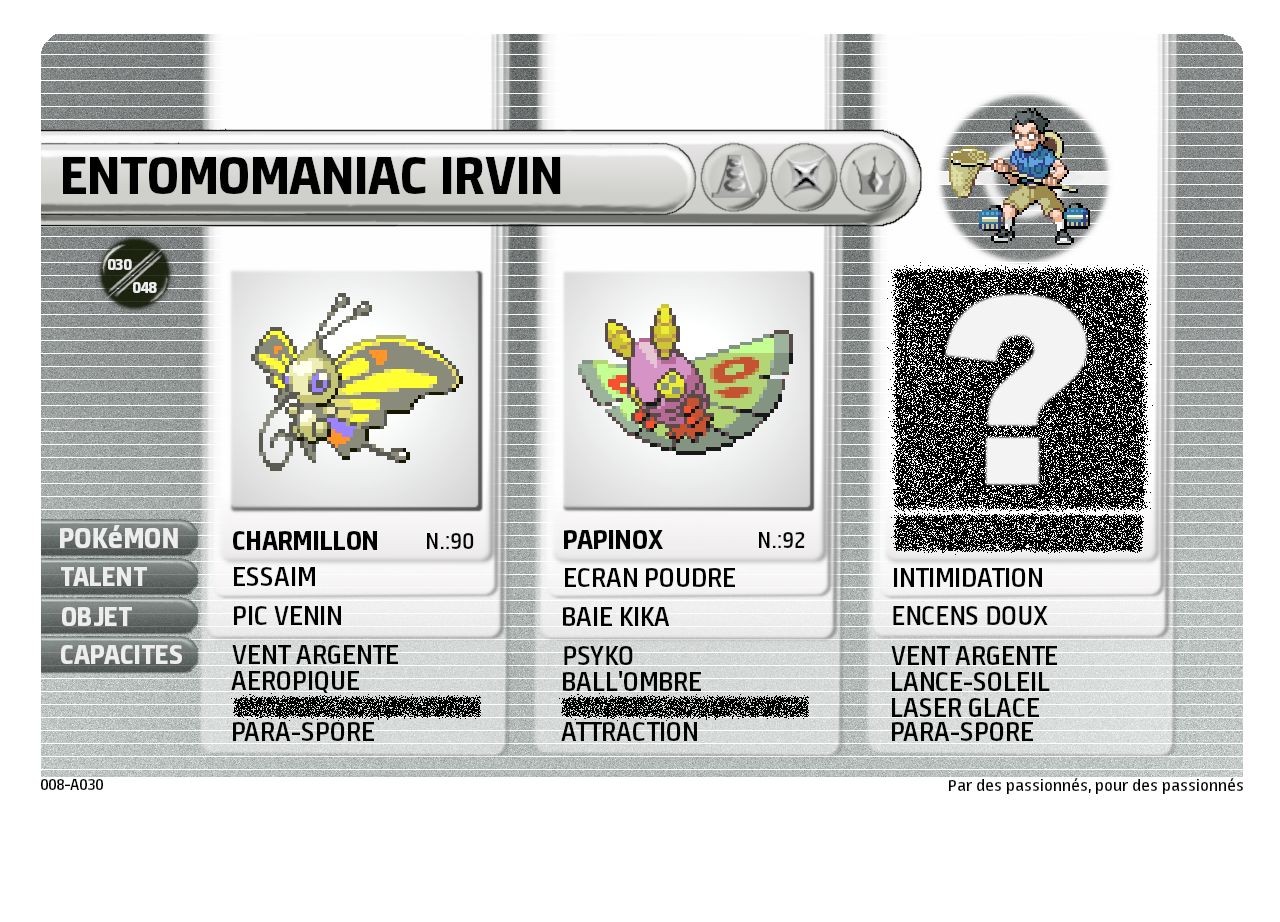 ENTOMOMANIAC IRVIN
030
048
?
POKéMON
CHARMILLON N.:90
PAPINOX N.:92
TALENT
ESSAIM
ECRAN POUDRE
INTIMIDATION
OBJET
PIC VENIN
BAIE KIKA
ENCENS DOUX
CAPACITES
VENT ARGENTE
AEROPIQUE
PARA-SPORE
PSYKO
BALL'OMBRE
ATTRACTION
VENT ARGENTE
LANCE-SOLEIL
LASER GLACE
PARA-SPORE
008-A030
Par des passionnés, pour des passionnés